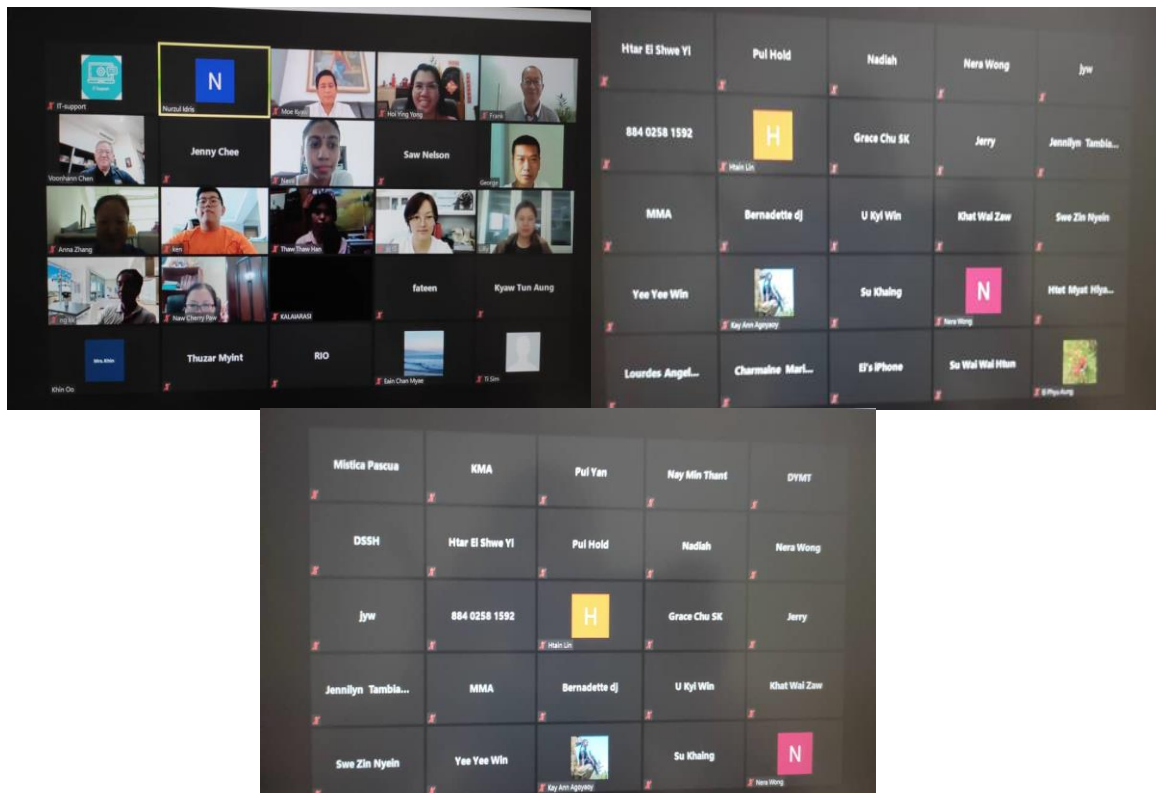 IT-support
N
Nurzul Idris
Moe Kyaw
Hoi Ying Yong
Frank
Voonhann Chen
Jenny Chee
Saw Nelson
George
Anna Zhang
ken
Thaw Thaw Han
Lilly
Naw Cherry Paw
KALAIARASI
fateen
Kyaw Tun Aung
Mrs. Khin
Khin Oo
Thuzar Myint
RIO
Eain Chan Myae
TI Sim
Htar Ei Shwe Yi
Pui Hold
Nadiah
Nera Wong
jyw
884 0258 1592
H
Htain Lin
Grace Chu SK
Jerry
Jennilyn Tambia...
MMA
Bernadette dj
U Kyi Win
Khat Wai Zaw
Swe Zin Nyein
Yee Yee Win
Kay Ann Agoyaoy
Su Khaing
N
Nera Wong
Htet Myat Hlya...
Lourdes Angel...
Charmaine Mari...
Ei's iPhone
Su Wai Wai Htun
Ei Phyu Aung
Mistica Pascua
KMA
Pui Yan
Nay Min Thant
DYMT
DSSH
Htar Ei Shwe Yi
Pui Hold
Nadiah
Nera Wong
jyw
884 0258 1592
H
Htain Lin
Grace Chu SK
Jerry
Jennilyn Tambia...
MMA
Bernadette dj
U Kyi Win
Khat Wai Zaw
Swe Zin Nyein
Yee Yee Win
Kay Ann Agoyaoy
Su Khaing
N
Nera Wong